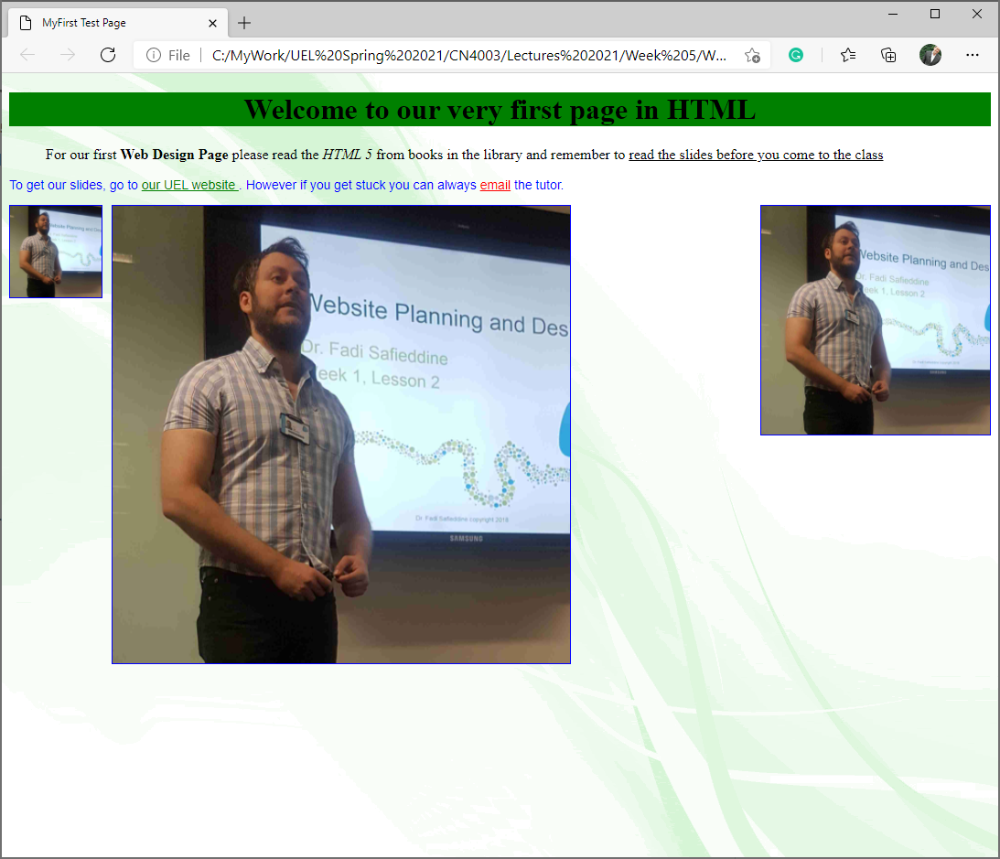 MyFirst Test Page
File
C:/MyWork/UEL%20Spring%202021/CN4003/Lectures%202021/Week%205/W...
Welcome to our very first page in HTML
For our first Web Design Page please read the HTML 5 from books in the library and remember to read the slides before you come to the class
To get our slides, go to our UEL website . However if you get stuck you can always email the tutor.
Website Planning and Des
Dr. Fadi Safieddine
eek 1, Lesson 2
Dr. Fadi Safieddine copyright 2018
SAMSUNG
Website Planning and Des
Dr. Fadi Safieddine
eek 1, Lesson 2
SAMSUNG